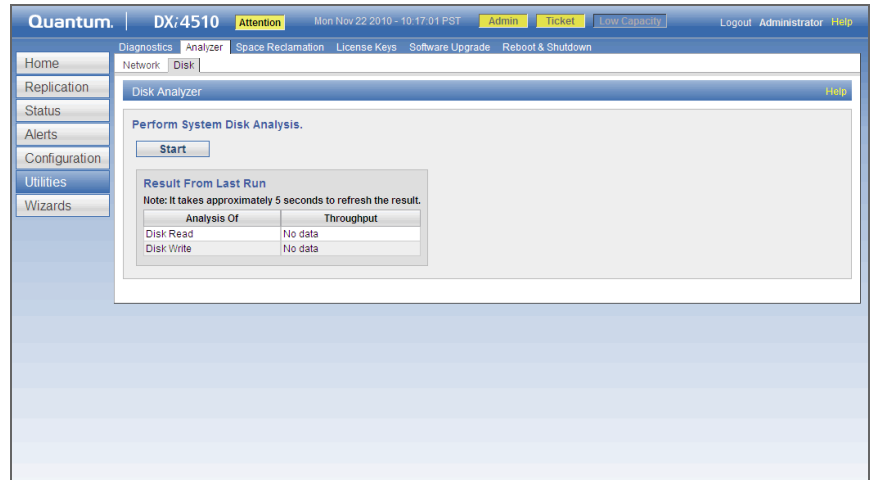 Quantum. DXi4510 Attention Mon Nov 22 2010 - 10:17:01 PST Admin Ticket Low Capacity Logout Administrator Help
Diagnostics Analyzer Space Reclamation License Keys Software Upgrade Reboot & Shutdown
Home
Network Disk
Replication
Disk Analyzer Help
Status
Alerts
Perform System Disk Analysis.
Configuration
Start
Utilities
Result From Last Run
Wizards
Note: It takes approximately 5 seconds to refresh the result.
Analysis Of Throughput
Disk Read No data
Disk Write No data